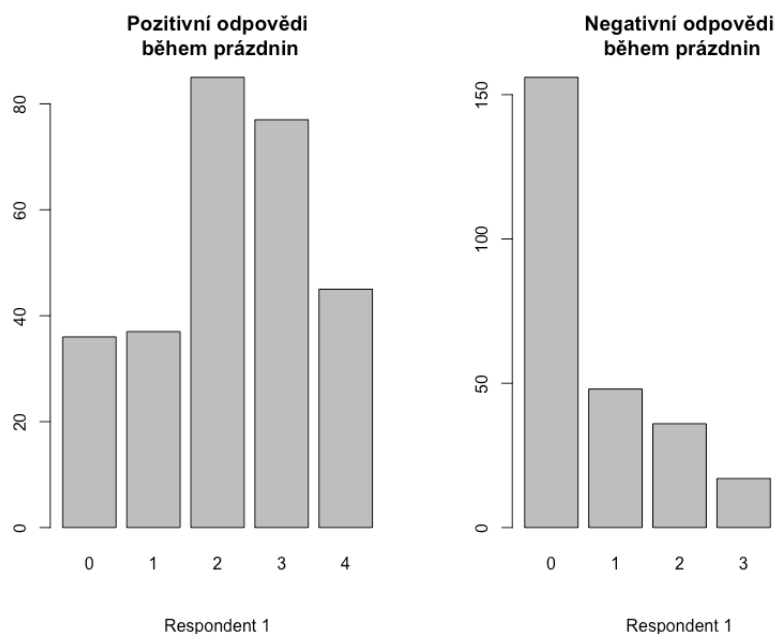 Pozitivní odpovědi
během prázdnin
80
60
40
20
0
0 1 2 3 4
Respondent 1
Negativní odpovědi
během prázdnin
150
100
50
0
0 1 2 3
Respondent 1